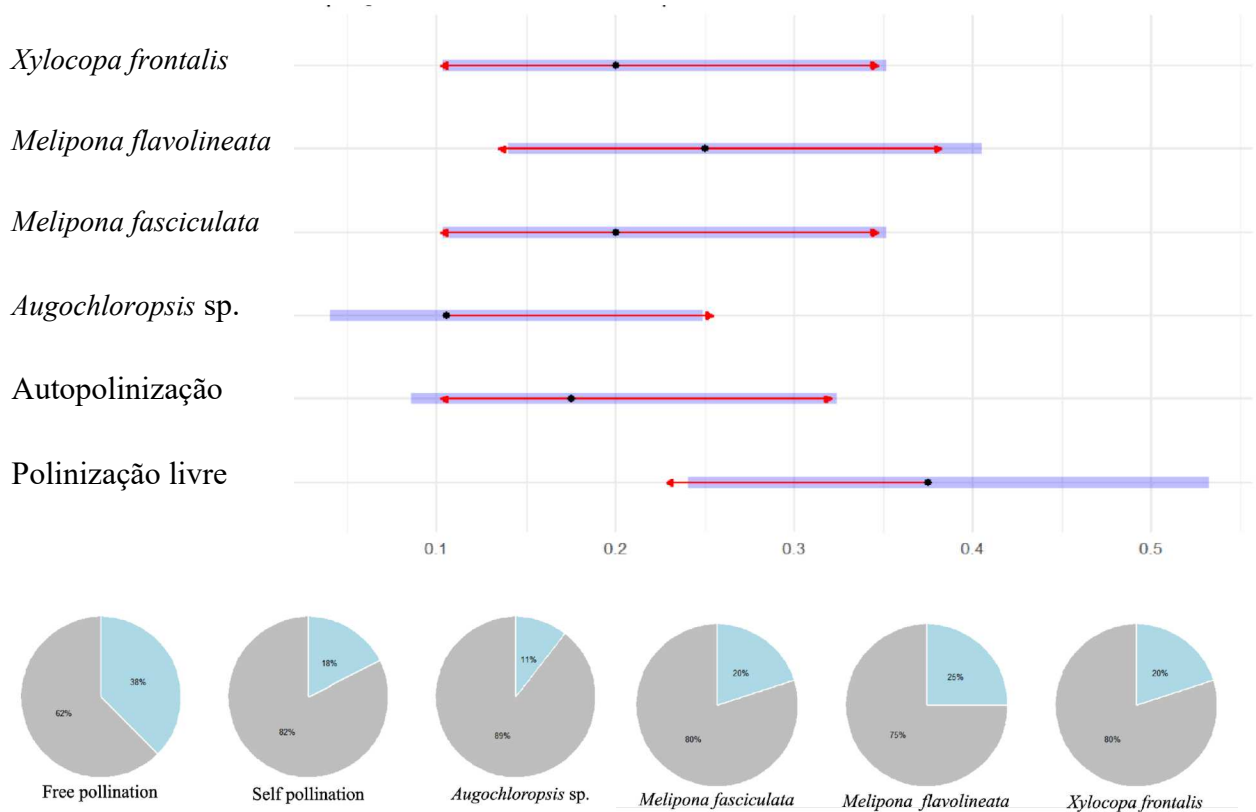 Xylocopa frontalis
Melipona flavolineata
Melipona fasciculata
Augochloropsis sp.
Autopolinização
Polinização livre
0.1 0.2 0.3 0.4 0.5
38%
62%
Free pollination
18%
82%
Self pollination
11%
89%
Augochloropsis sp.
20%
80%
Melipona fasciculata
25%
75%
Melipona flavolineata
20%
80%
Xylocopa frontalis